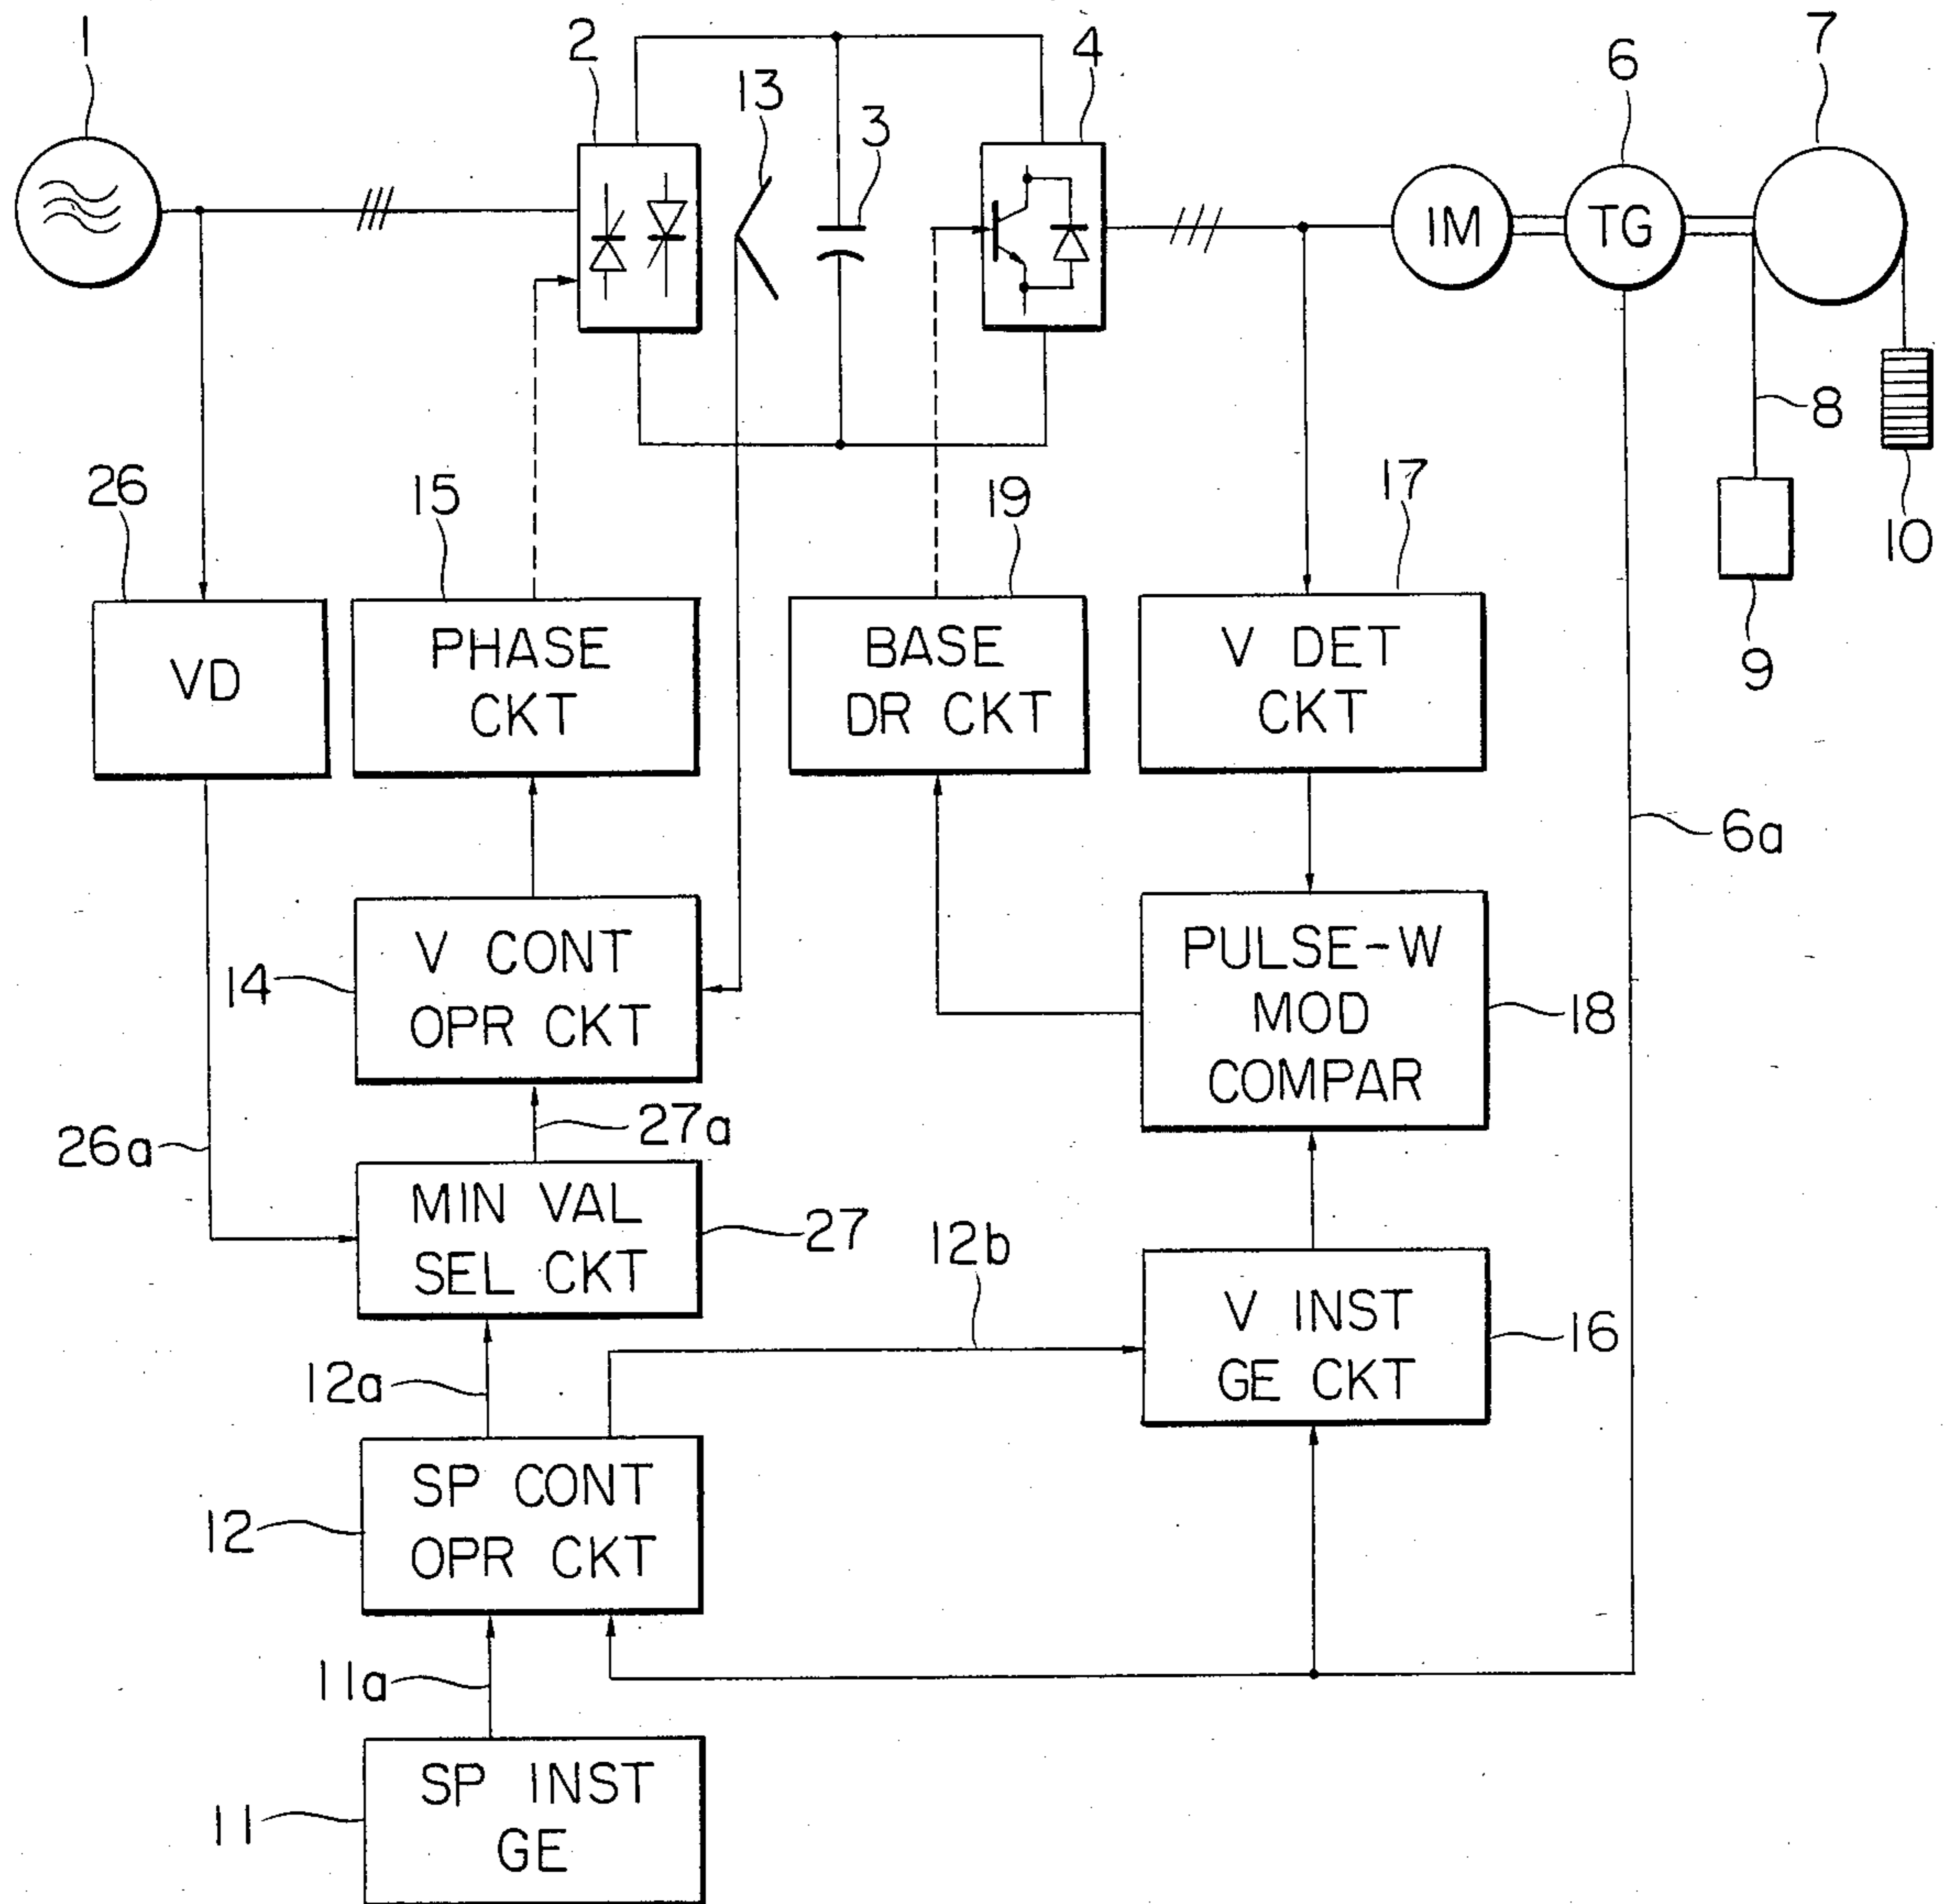 1
2
13
3
4
6
7
IM
TG
8
10
9
26
15
19
17
VD
PHASE
CKT
BASE
DR CKT
V DET
CKT
6a
14
V CONT
OPR CKT
PULSE-W
MOD
COMPAR
18
26a
27a
MIN VAL
SEL CKT
27
12b
V INST
GE CKT
16
12a
12
SP CONT
OPR CKT
11a
11
SP INST
GE